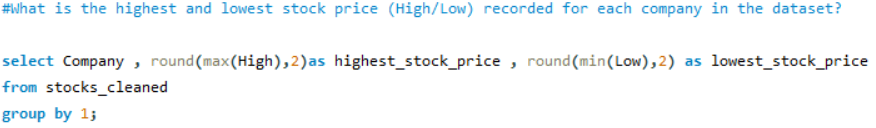 #What is the highest and lowest stock price (High/Low) recorded for each company in the dataset?
select Company , round(max(High),2)as highest_stock_price , round(min(Low),2) as lowest_stock_price
from stocks_cleaned
group by 1;